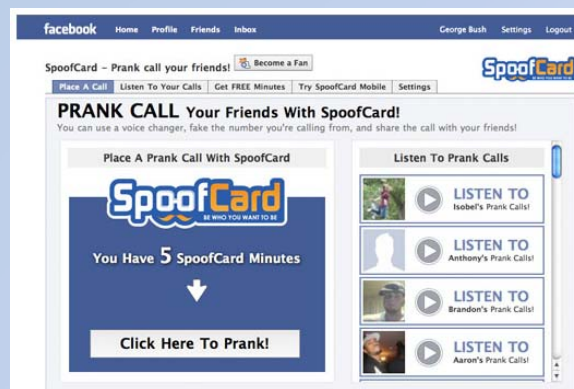 facebook Home Profile Friends Inbox George Bush Settings Logout
SpoofCard – Prank call your friends! Become a Fan
SpoofCard
Place A Call Listen To Your Calls Get FREE Minutes Try SpoofCard Mobile Settings
PRANK CALL Your Friends With SpoofCard!
You can use a voice changer, fake the number you're calling from, and share the call with your friends!
Place A Prank Call With SpoofCard
SpoofCard
BE WHO YOU WANT TO BE
You Have 5 SpoofCard Minutes
Click Here To Prank!
Listen To Prank Calls
LISTEN TO
Isobel's Prank Calls!
LISTEN TO
Anthony's Prank Calls!
LISTEN TO
Brandon's Prank Calls!
LISTEN TO
Aaron's Prank Calls!